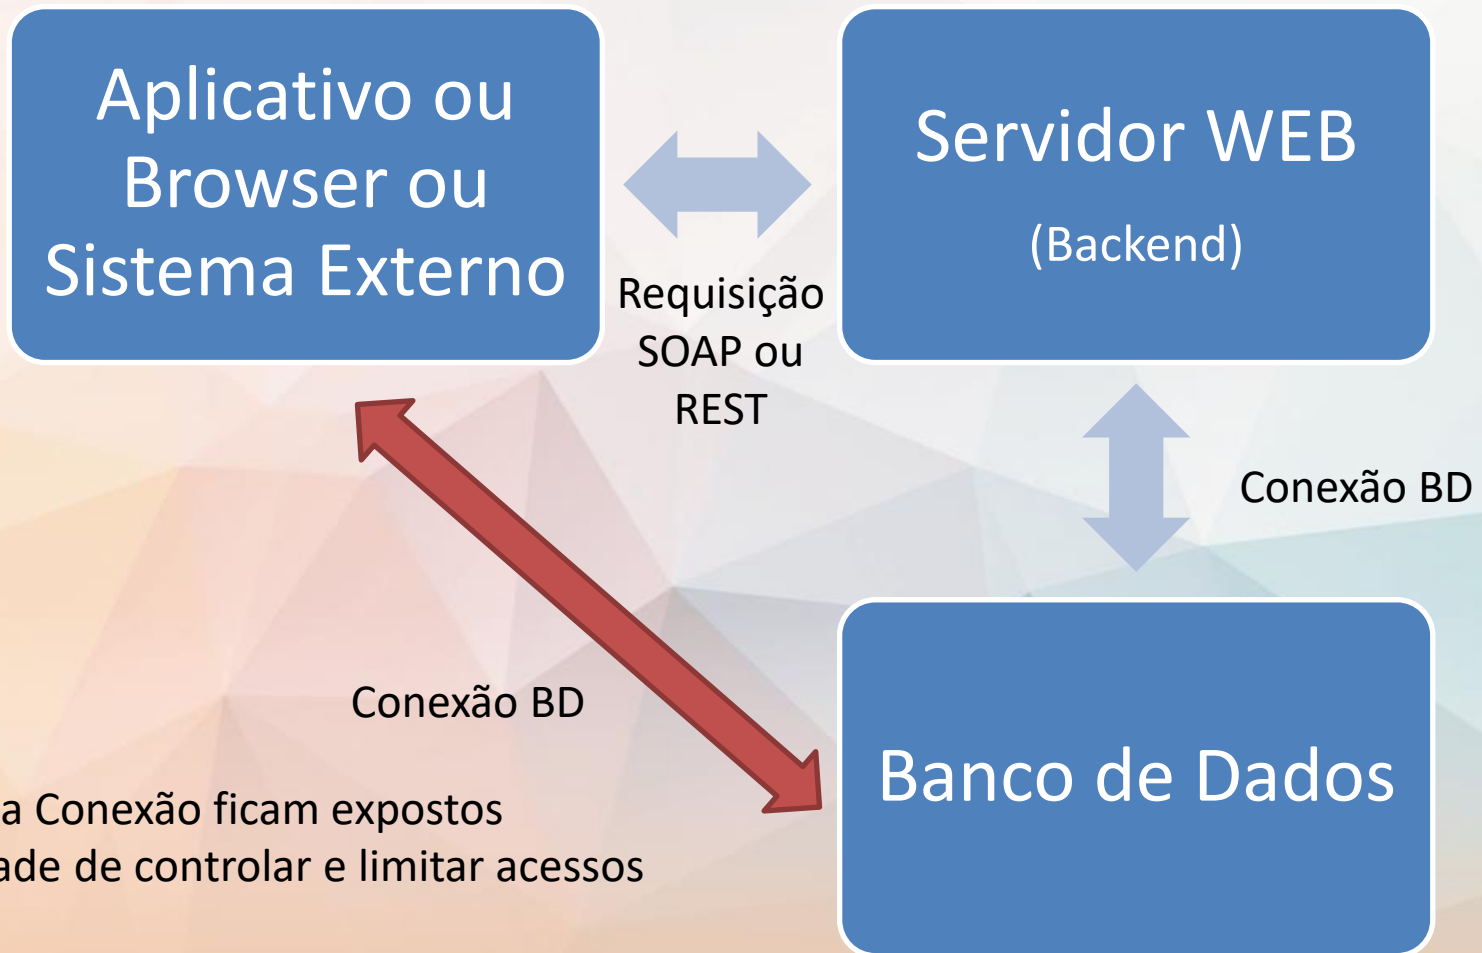 Aplicativo ou
Browser ou
Sistema Externo
Requisição
SOAP ou
REST
Servidor WEB
(Backend)
Conexão BD
Conexão BD
Banco de Dados
a Conexão ficam expostos
ade de controlar e limitar acessos